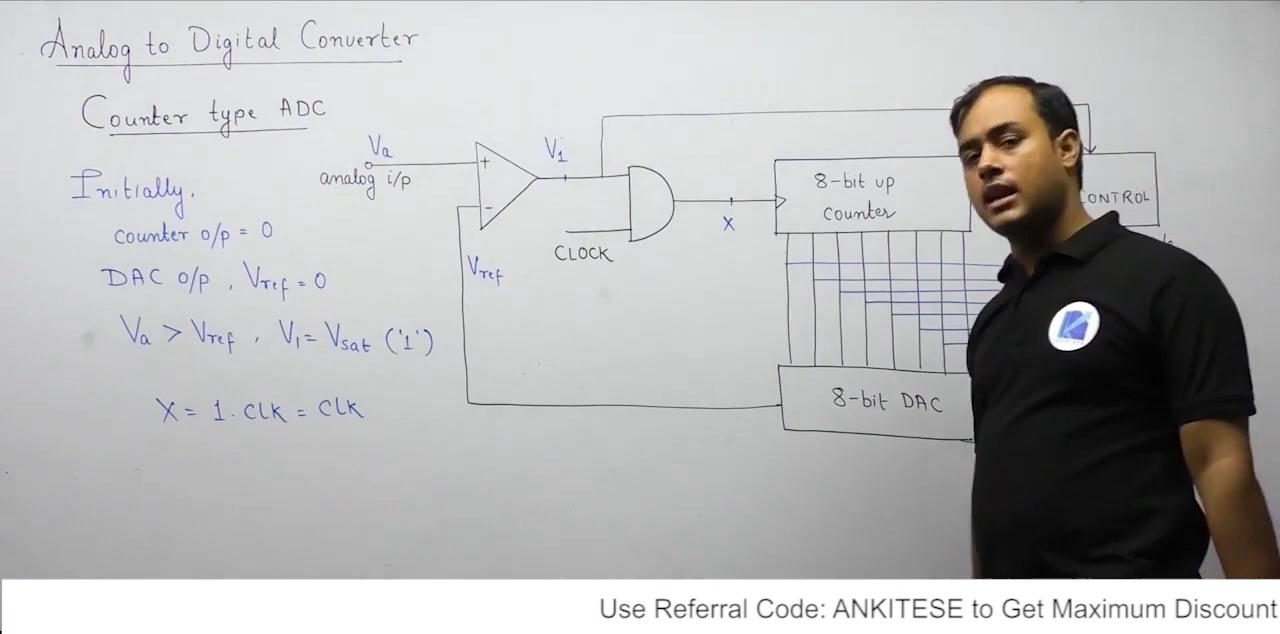 Analog to Digital Converter
Counter type ADC
Initially,
counter o/p = 0
DAC o/p, Vref = 0
Va > Vref, V1 = Vsat ('1')
X = 1. CLK = CLK
Va
analog i/p
+
-
Vref
V1
CLOCK
X
8-bit up
counter
CONTROL
8-bit DAC
Use Referral Code: ANKITESE to Get Maximum Discount